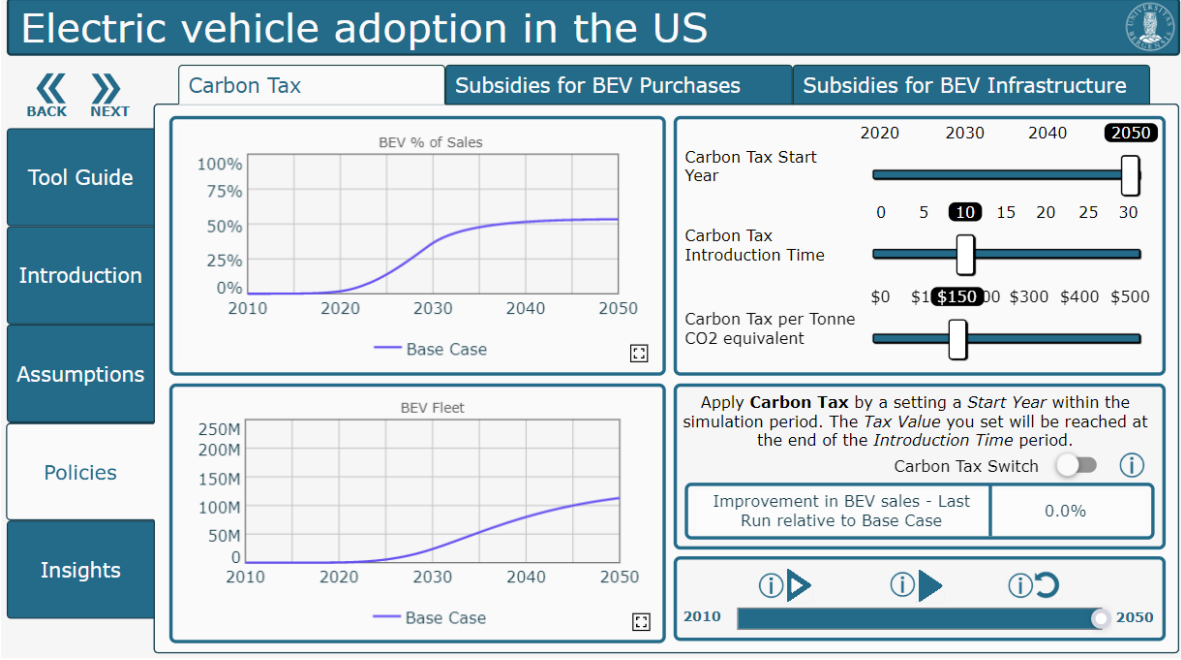 Electric vehicle adoption in the US
BACK NEXT
Carbon Tax
Subsidies for BEV Purchases
Subsidies for BEV Infrastructure
Tool Guide
Introduction
Assumptions
Policies
Insights
BEV % of Sales
100%
75%
50%
25%
0%
2010 2020 2030 2040 2050
Base Case
BEV Fleet
250M
200M
150M
100M
50M
0
2010 2020 2030 2040 2050
Base Case
2020 2030 2040 2050
Carbon Tax Start
Year
0 5 10 15 20 25 30
Carbon Tax
Introduction Time
$0 $1 $150 00 $300 $400 $500
Carbon Tax per Tonne
CO2 equivalent
Apply Carbon Tax by a setting a Start Year within the
simulation period. The Tax Value you set will be reached at
the end of the Introduction Time period.
Carbon Tax Switch
Improvement in BEV sales - Last
Run relative to Base Case
0.0%
2010 2050